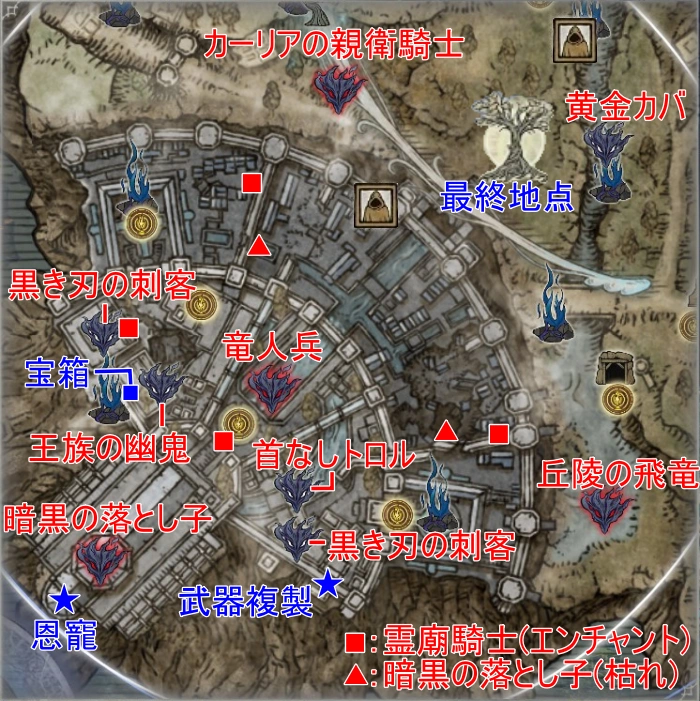 カーリアの親衛騎士
黄金カバ
最終地点
黒き刃の刺客
竜人兵
宝箱
王族の幽鬼
首なしトロル
丘陵の飛竜
暗黒の落とし子
黒き刃の刺客
武器複製
恩寵
■：霊廟騎士(エンチャント)
▲：暗黒の落とし子(枯れ)